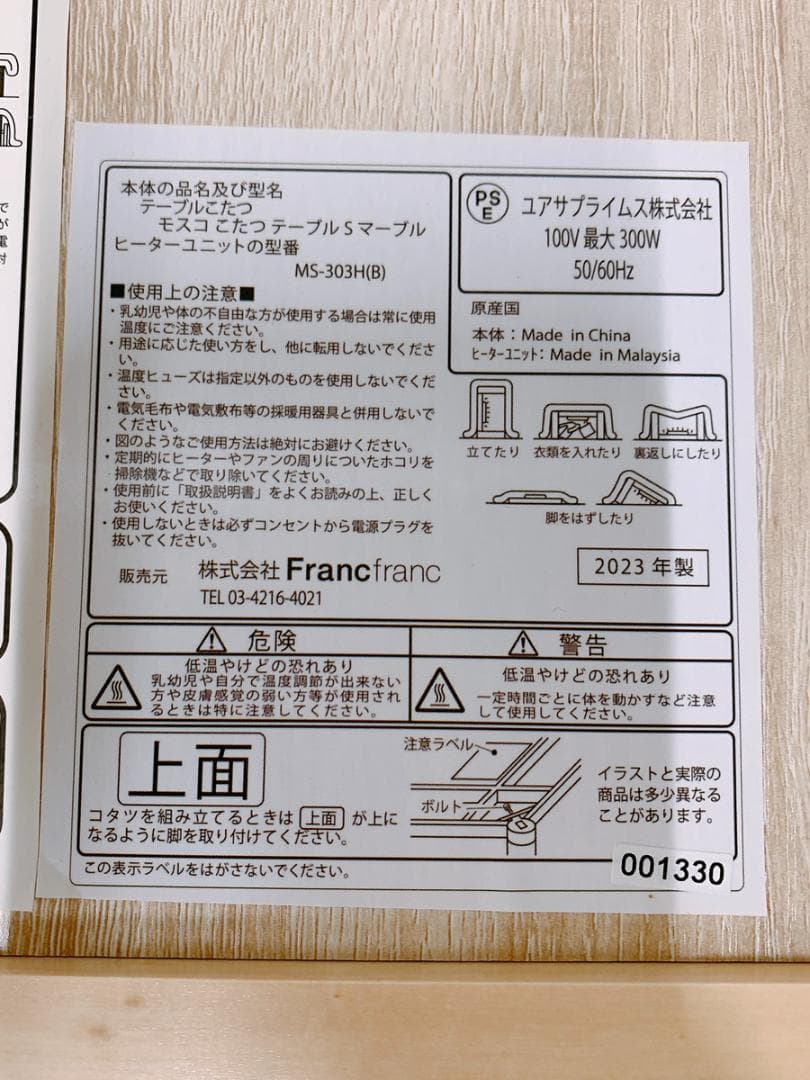 本体の品名及び型名
テーブルこたつ
モスコ こたつ テーブル S マーブル
ヒーターユニットの型番
MS-303H(B)
■使用上の注意■
・乳幼児や体の不自由な方が使用する場合は常に使用
温度にご注意ください。
・用途に応じた使い方をし、他に転用しないでくださ
い。
・温度ヒューズは指定以外のものを使用しないでくだ
さい。
・電気毛布や電気敷布等の採暖用器具と併用しないで
ください。
・図のようなご使用方法は絶対にお避けください。
・定期的にヒーターやファンの周りについたホコリを
掃除機などで取り除いてください。
・使用前に「取扱説明書」をよくお読みの上、正しく
お使いください。
・使用しないときは必ずコンセントから電源プラグを
抜いてください。
販売元 株式会社 Francfranc
TEL 03-4216-4021
PS
E
ユアサプライムス株式会社
100V 最大 300W
50/60Hz
原産国
本体：Made in China
ヒーターユニット：Made in Malaysia
立てたり 衣類を入れたり 裏返しにしたり
脚をはずしたり
2023 年製
危険
低温やけどの恐れあり
乳幼児や自分で温度調節が出来ない
方や皮膚感覚の弱い方等が使用され
るときは特に注意してください。
警告
低温やけどの恐れあり
一定時間ごとに体を動かすなど注意
して使用してください。
上面
コタツを組み立てるときは 上面 が上に
なるように脚を取り付けてください。
注意ラベル
ボルト
イラストと実際の
商品は多少異なる
ことがあります。
この表示ラベルをはがさないでください。
001330
で
が
電
付